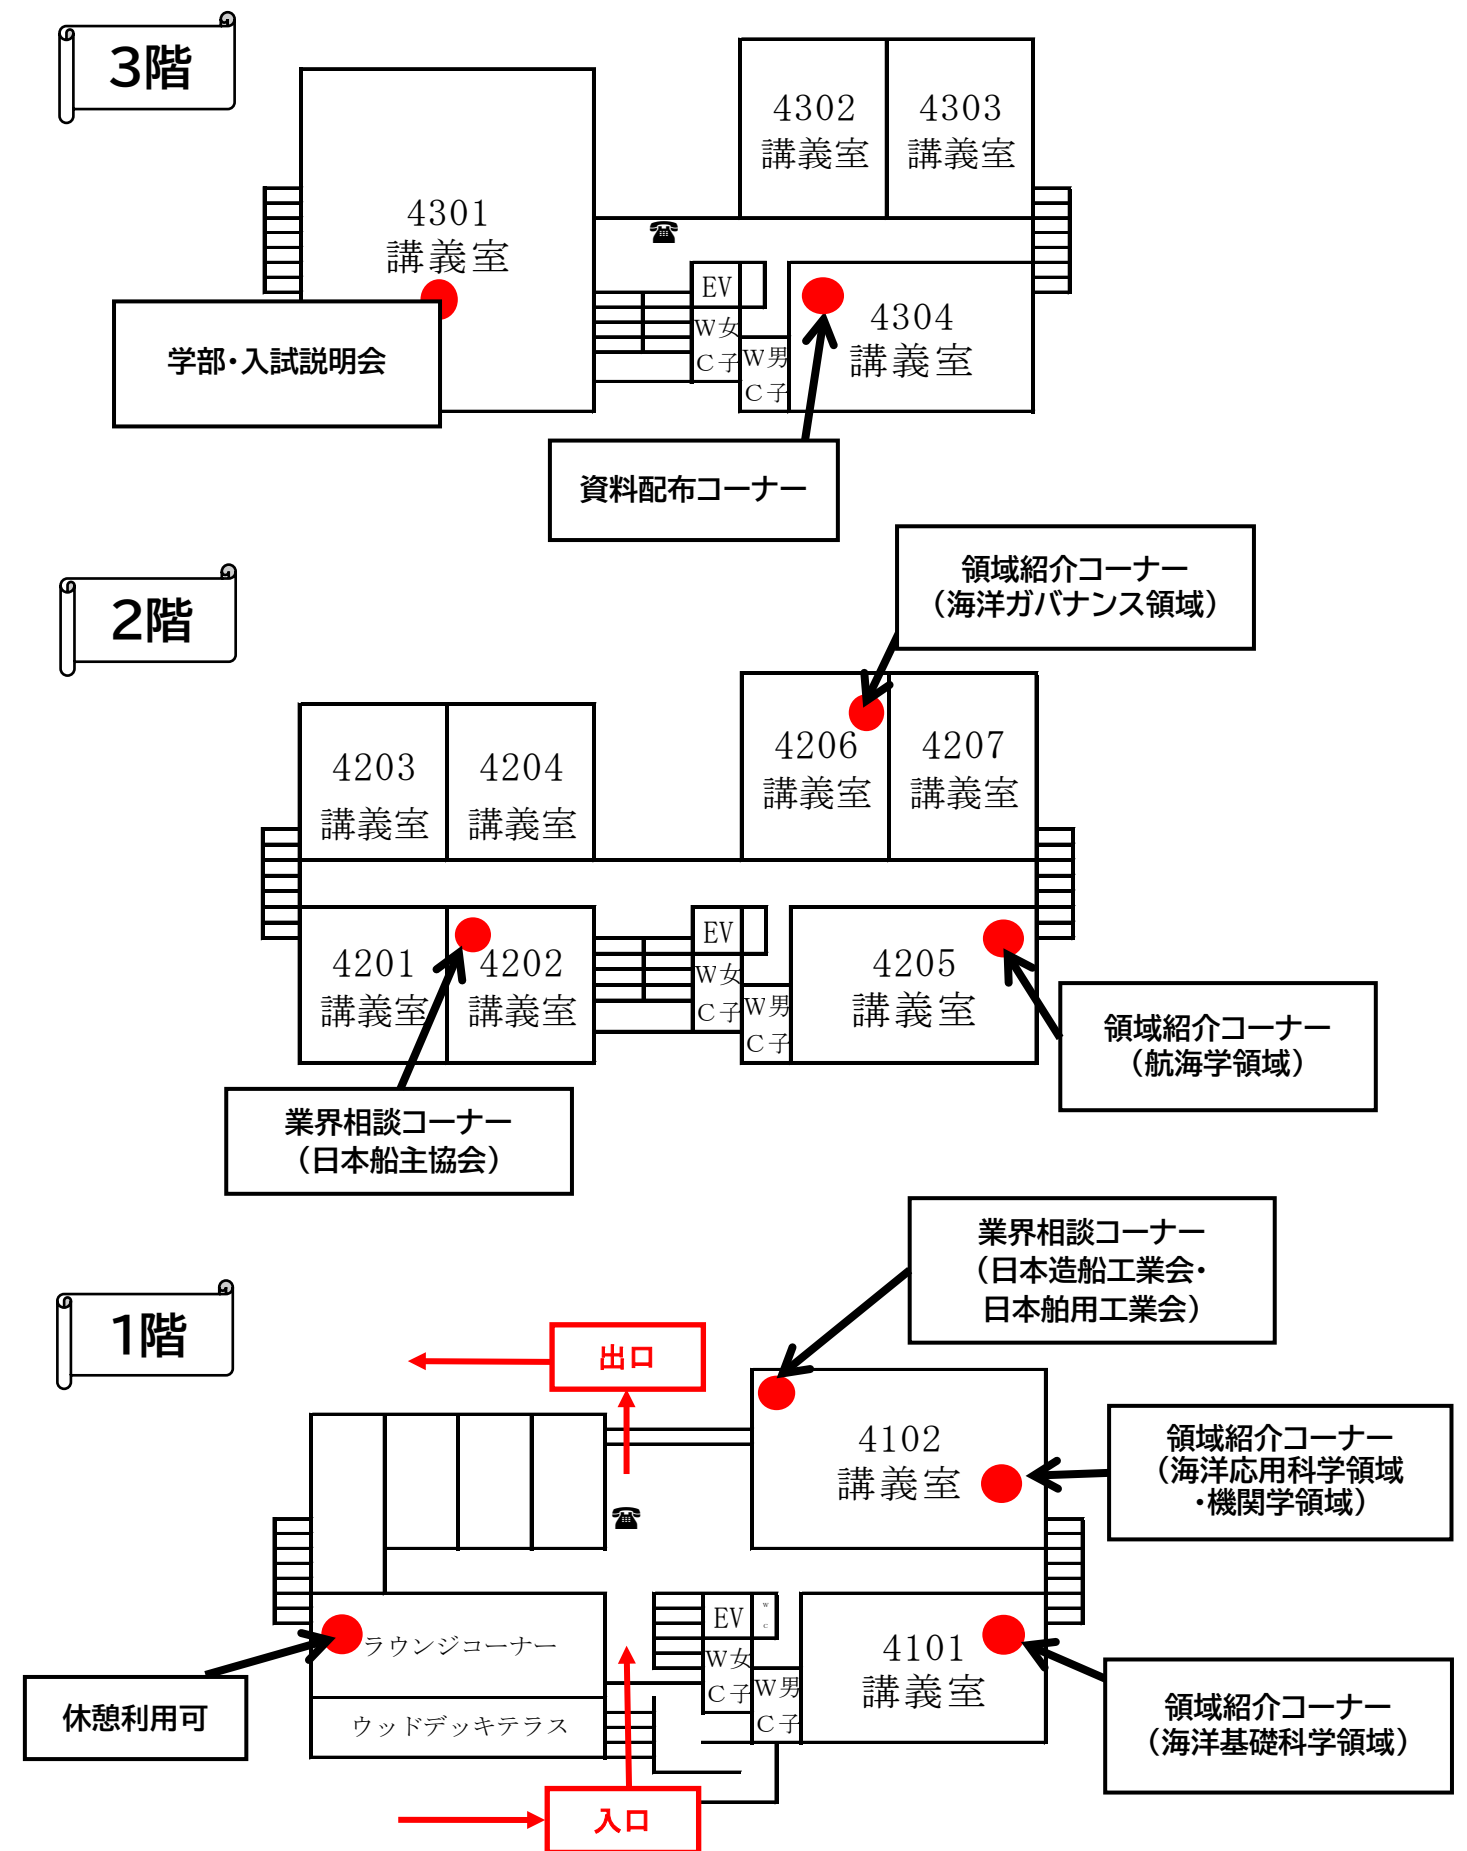 3階
4302
講義室
4303
講義室
4301
講義室
☎
EV
W女
C子
W男
C子
4304
講義室
学部・入試説明会
資料配布コーナー
領域紹介コーナー
（海洋ガバナンス領域）
2階
4203
講義室
4204
講義室
4206
講義室
4207
講義室
4201
講義室
4202
講義室
EV
W女
C子
W男
C子
4205
講義室
領域紹介コーナー
（航海学領域）
業界相談コーナー
（日本船主協会）
業界相談コーナー
（日本造船工業会・
日本舶用工業会）
1階
出口
4102
講義室
領域紹介コーナー
（海洋応用科学領域
・機関学領域）
☎
ラウンジコーナー
EV
W
C
W女
C子
W男
C子
4101
講義室
休憩利用可
ウッドデッキテラス
領域紹介コーナー
（海洋基礎科学領域）
入口